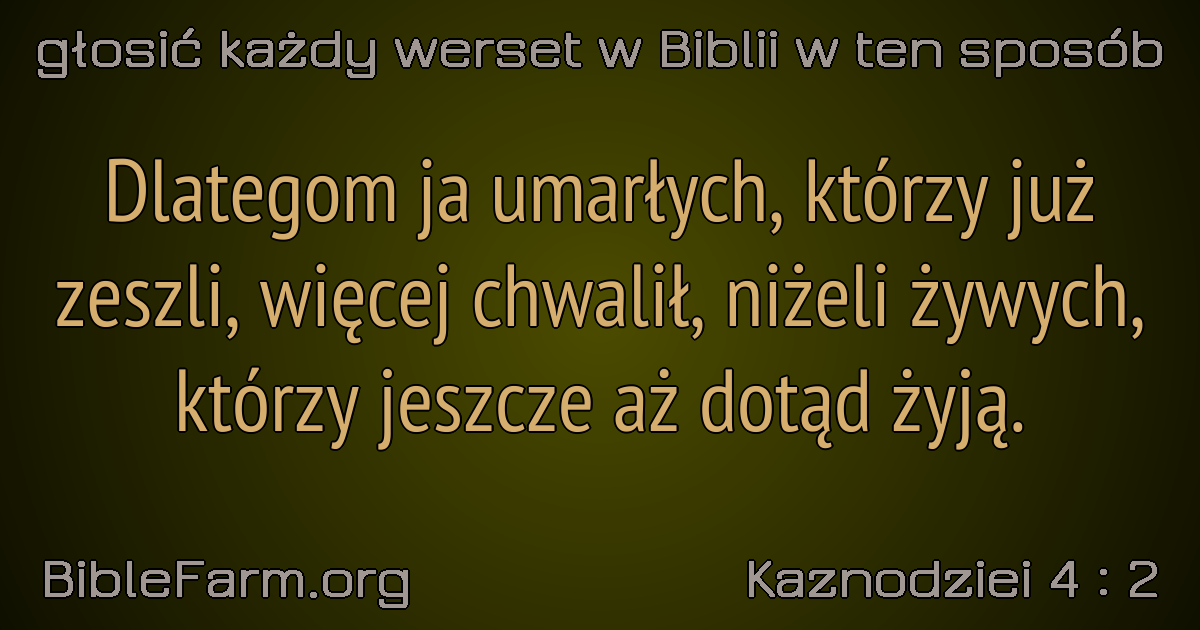 głosić każdy werset w Biblii w ten sposób
Dlategom ja umarłych, którzy już
zeszli, więcej chwalił, niżeli żywych,
którzy jeszcze aż dotąd żyją.
BibleFarm.org
Kaznodziei 4 : 2